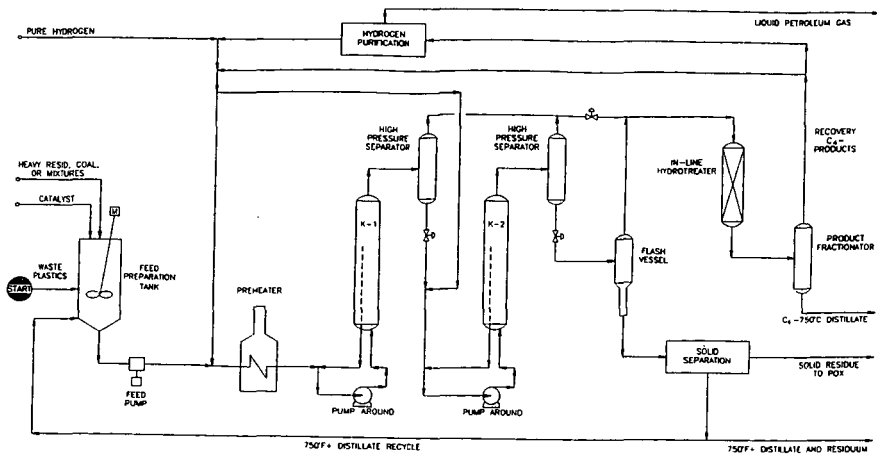 LIQUID PETROLEUM GAS
PURE HYDROGEN
HYDROGEN
PURIFICATION
HIGH
PRESSURE
SEPARATOR
HIGH
PRESSURE
SEPARATOR
RECOVERY
C4-
PRODUCTS
IN-LINE
HYDROTREATER
HEAVY RESID, COAL,
OR MIXTURES
CATALYST
M
K-1
K-2
WASTE
PLASTICS
START
FEED
PREPARATION
TANK
PREHEATER
FLASH
VESSEL
PRODUCT
FRACTIONATOR
C4-750°C DISTILLATE
SOLID
SEPARATION
SOLID RESIDUE
TO POX
FEED
PUMP
PUMP AROUND
PUMP AROUND
750°F+ DISTILLATE RECYCLE
750°F+ DISTILLATE AND RESIDUUM